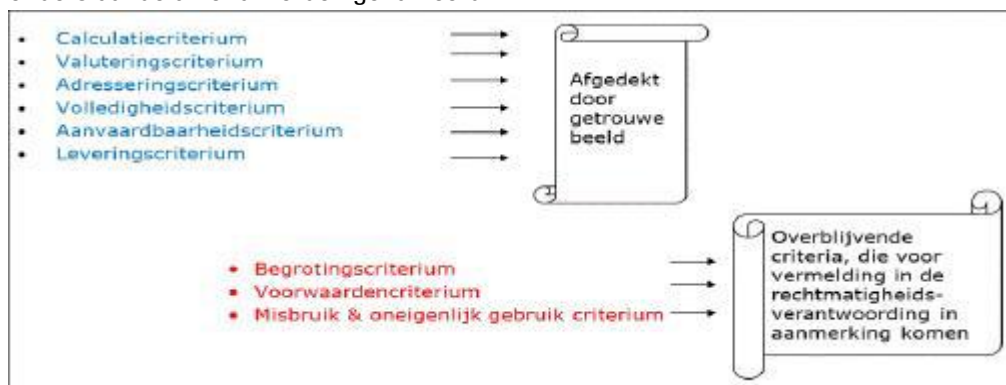 • Calculatiecriterium
• Valuteringscriterium
• Adresseringscriterium
• Volledigheidscriterium
• Aanvaardbaarheidscriterium
• Leveringscriterium
Afgedekt
door
getrouwe
beeld
• Begrotingscriterium
• Voorwaardencriterium
• Misbruik & oneigenlijk gebruik criterium
Overblijvende
criteria, die voor
vermelding in de
rechtmatigheids-
verantwoording in
aanmerking komen